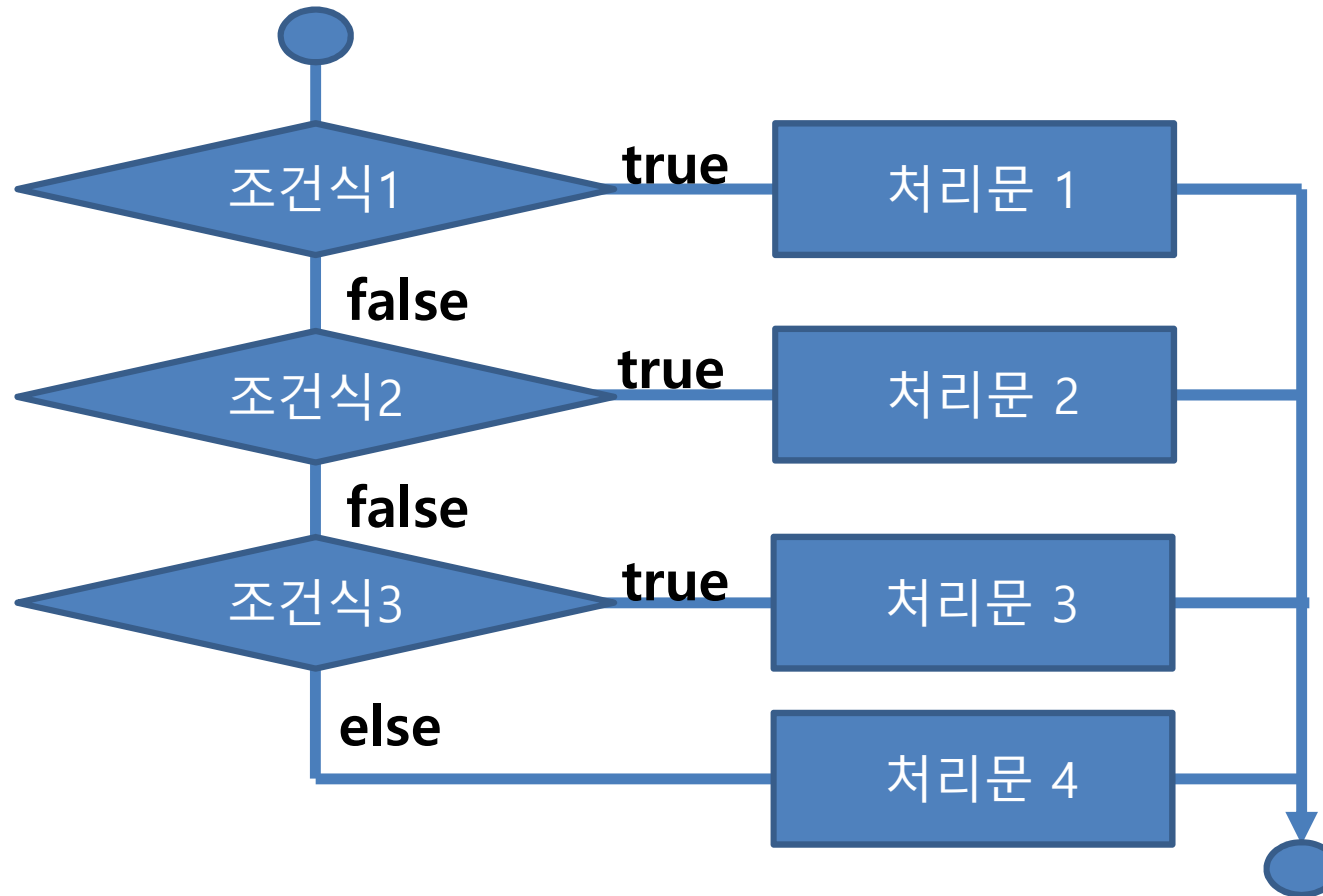 조건식1
true
처리문 1
false
조건식2
true
처리문 2
false
조건식3
true
처리문 3
else
처리문 4